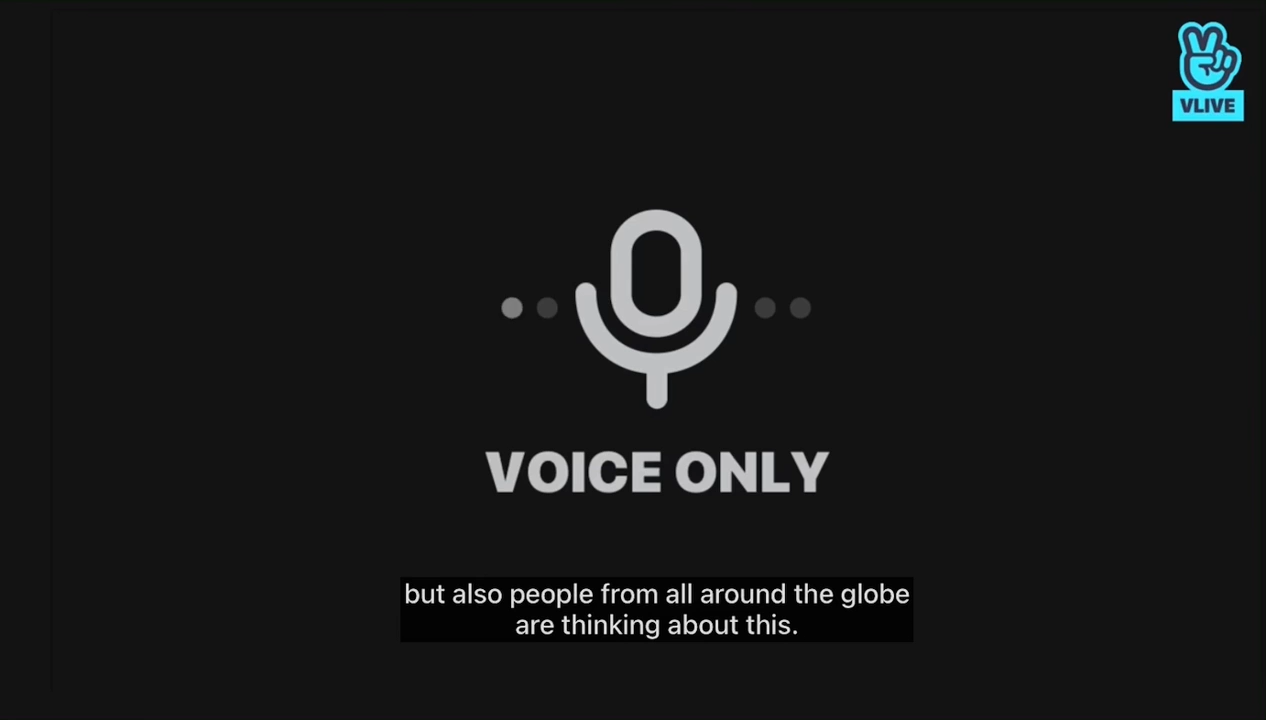 VLIVE
VOICE ONLY
but also people from all around the globe
are thinking about this.